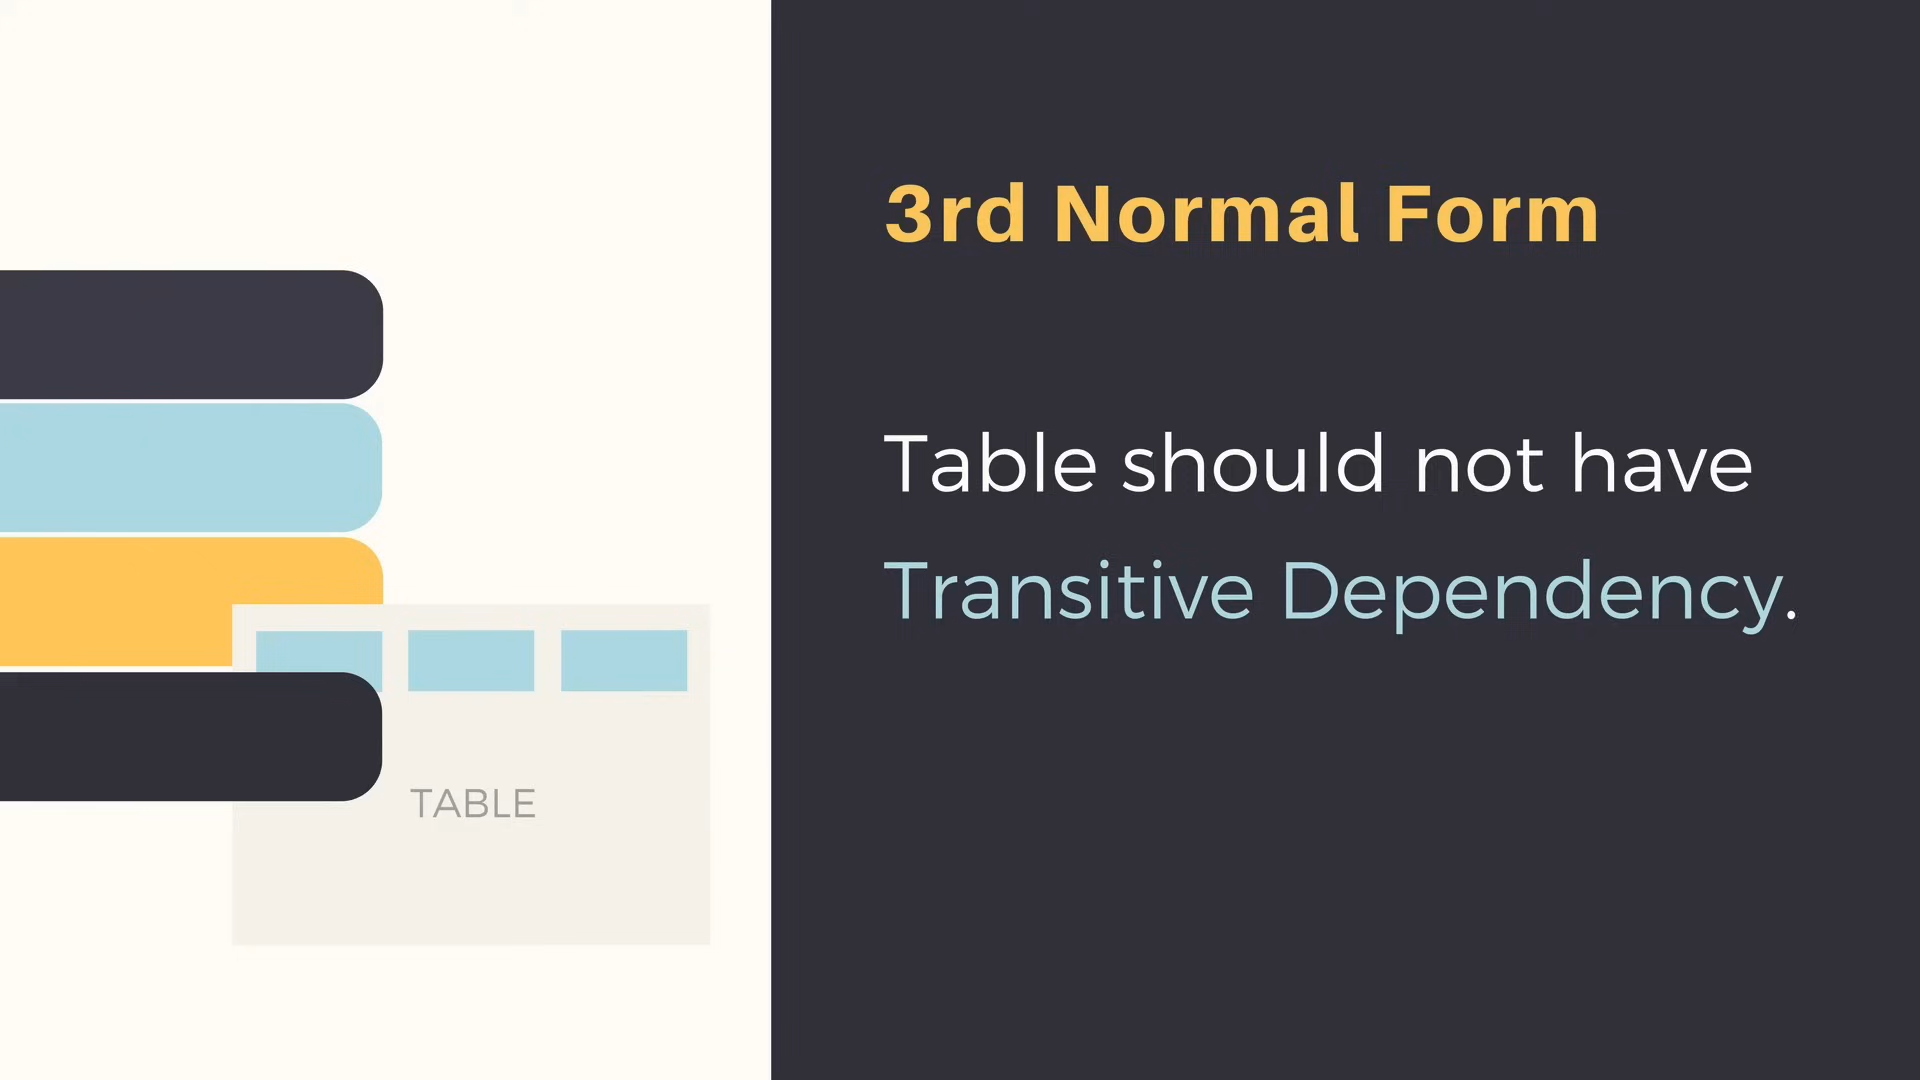 3rd Normal Form
Table should not have
Transitive Dependency.
TABLE